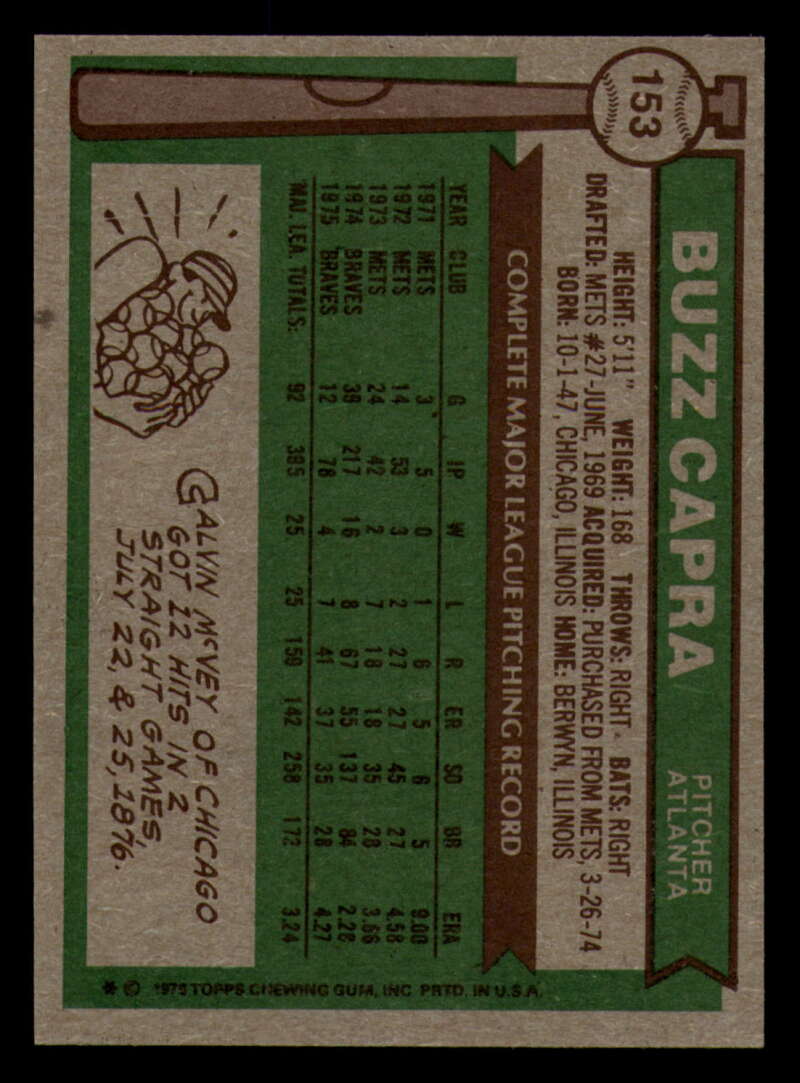 153
BUZZ CAPRA
PITCHER
ATLANTA
HEIGHT: 5'11" WEIGHT: 168 THROWS: RIGHT BATS: RIGHT
DRAFTED: METS #27-JUNE, 1969 ACQUIRED: PURCHASED FROM METS, 3-26-74
BORN: 10-1-47, CHICAGO, ILLINOIS HOME: BERWYN, ILLINOIS
COMPLETE MAJOR LEAGUE PITCHING RECORD
YEAR CLUB G IP W L R ER SO BB ERA
1971 METS 3 5 0 1 6 5 6 5 9.00
1972 METS 14 53 3 2 27 27 45 27 4.58
1973 METS 24 42 2 7 18 18 35 28 3.86
1974 BRAVES 39 217 16 8 67 55 137 84 2.28
1975 BRAVES 12 78 4 7 41 37 35 28 4.27
MAJ. LEA. TOTALS: 92 395 25 25 159 142 258 172 3.24
CALVIN McVEY OF CHICAGO
GOT 12 HITS IN 2
STRAIGHT GAMES,
JULY 22, & 25, 1876.
* © 1975 TOPPS CHEWING GUM, INC. PRTD. IN U.S.A.